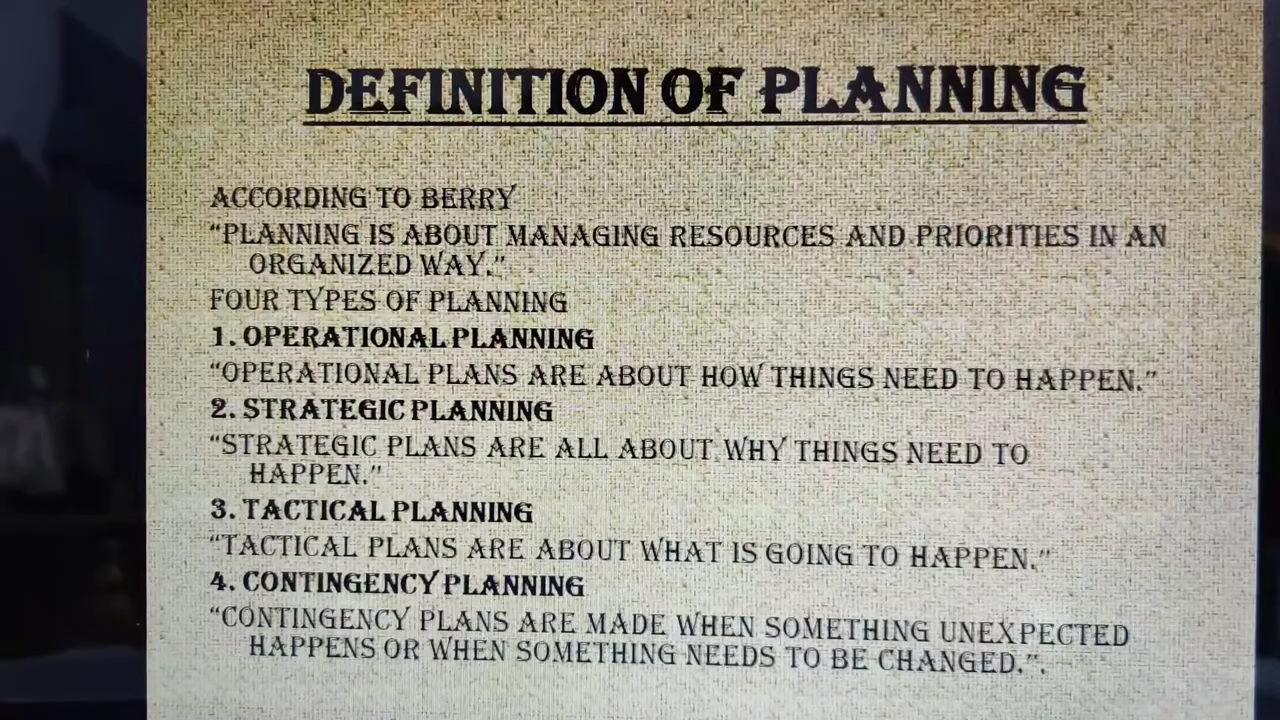 DEFINITION OF PLANNING
ACCORDING TO BERRY
“PLANNING IS ABOUT MANAGING RESOURCES AND PRIORITIES IN AN
ORGANIZED WAY.”
FOUR TYPES OF PLANNING
1. OPERATIONAL PLANNING
“OPERATIONAL PLANS ARE ABOUT HOW THINGS NEED TO HAPPEN.”
2. STRATEGIC PLANNING
“STRATEGIC PLANS ARE ALL ABOUT WHY THINGS NEED TO
HAPPEN.”
3. TACTICAL PLANNING
“TACTICAL PLANS ARE ABOUT WHAT IS GOING TO HAPPEN.”
4. CONTINGENCY PLANNING
“CONTINGENCY PLANS ARE MADE WHEN SOMETHING UNEXPECTED
HAPPENS OR WHEN SOMETHING NEEDS TO BE CHANGED.”.